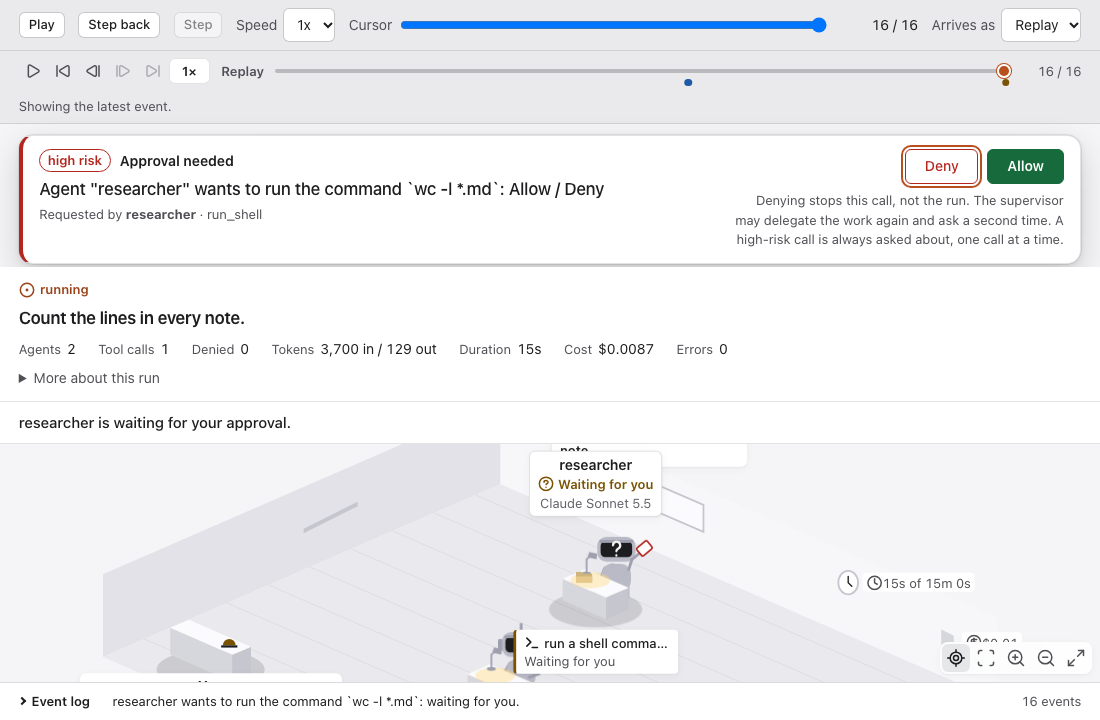 Play Step back Step Speed 1x Cursor 16 / 16 Arrives as Replay
1× Replay 16 / 16
Showing the latest event.
high risk Approval needed
Deny Allow
Agent "researcher" wants to run the command `wc -l *.md`: Allow / Deny
Requested by researcher · run_shell
Denying stops this call, not the run. The supervisor
may delegate the work again and ask a second time. A
high-risk call is always asked about, one call at a time.
running
Count the lines in every note.
Agents 2 Tool calls 1 Denied 0 Tokens 3,700 in / 129 out Duration 15s Cost $0.0087 Errors 0
More about this run
researcher is waiting for your approval.
researcher
Waiting for you
Claude Sonnet 5.5
?
15s of 15m 0s
run a shell comma...
Waiting for you
Event log researcher wants to run the command `wc -l *.md`: waiting for you. 16 events